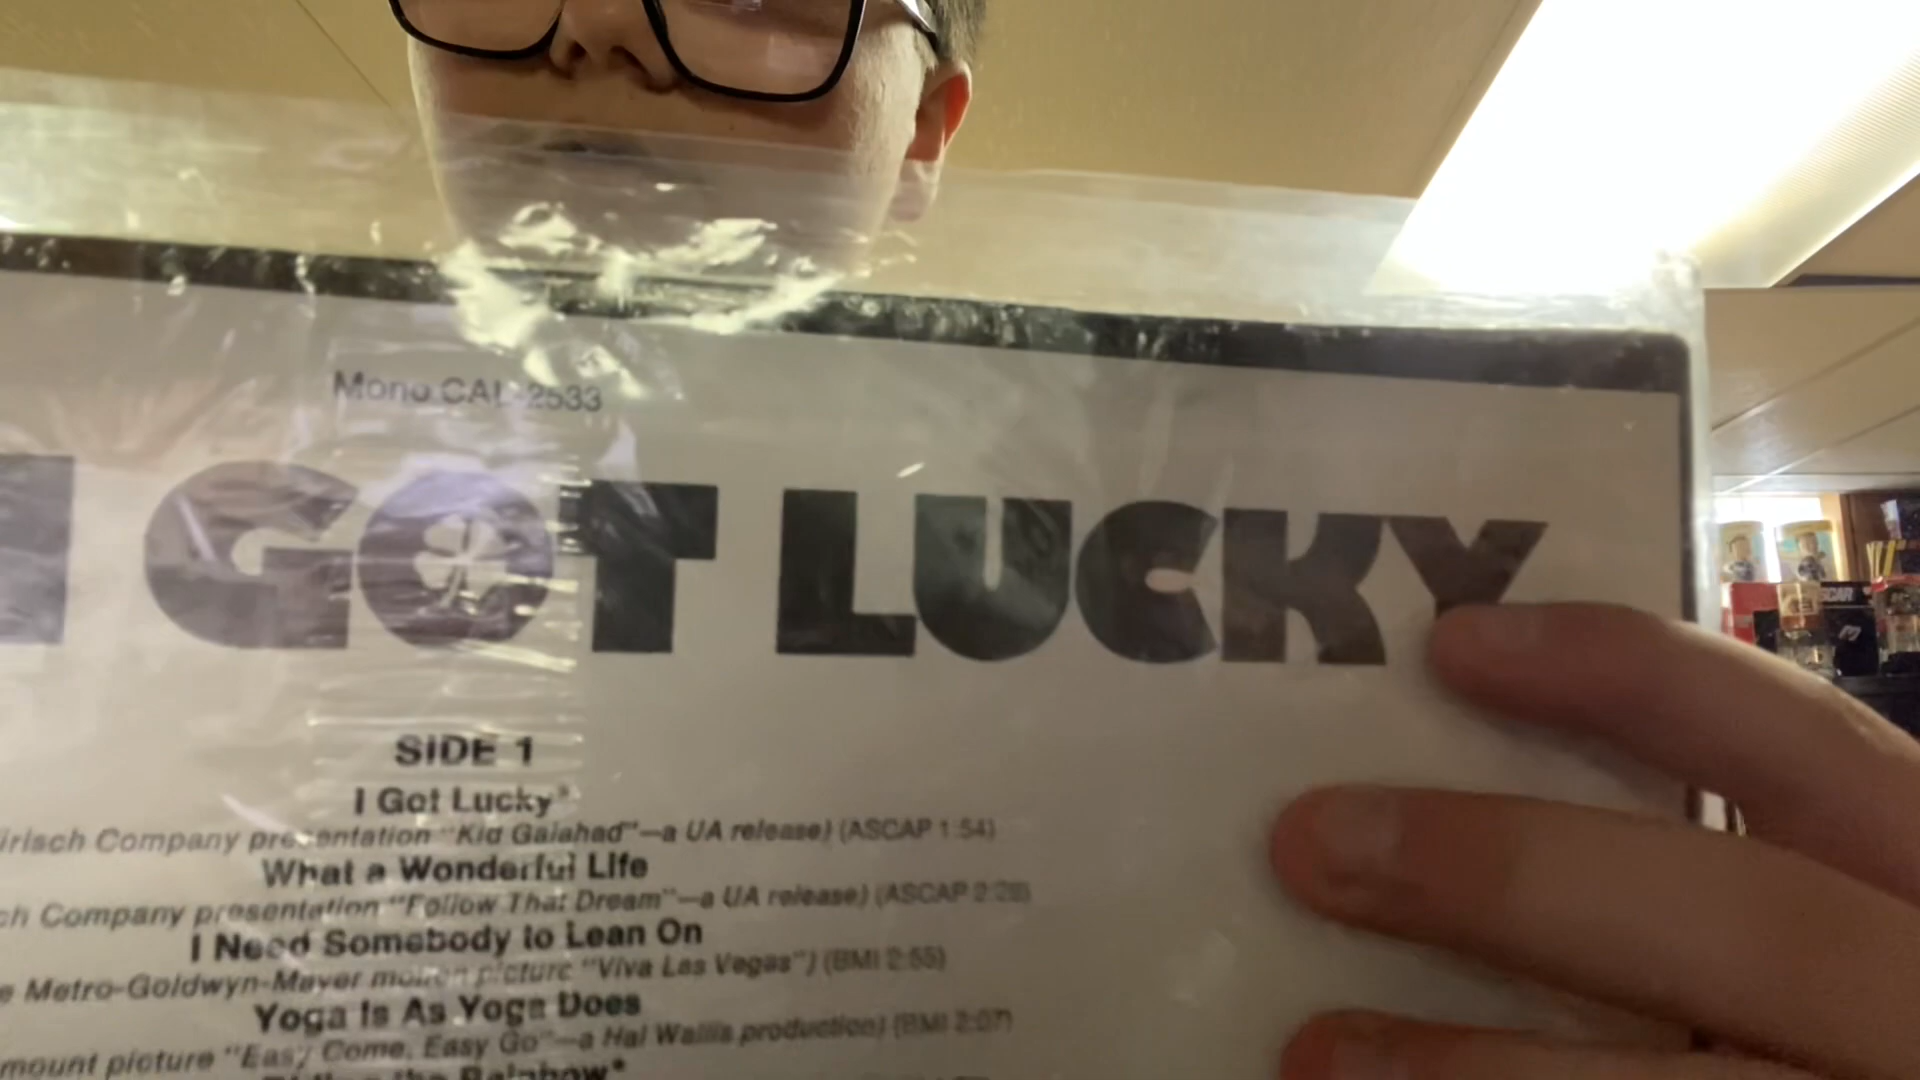 Mono CAL-2533
I GOT LUCKY
SIDE 1
I Got Lucky*
irisch Company presentation "Kid Galahad"—a UA release) (ASCAP 1:54)
What a Wonderful Life
ch Company presentation "Follow That Dream"—a UA release) (ASCAP 2:28)
I Need Somebody to Lean On
e Metro-Goldwyn-Mayer motion picture "Viva Las Vegas") (BMI 2:55)
Yoga Is As Yoga Does
mount picture "Easy Come, Easy Go"—a Hal Wallis production) (BMI 2:07)
the Rainbow*